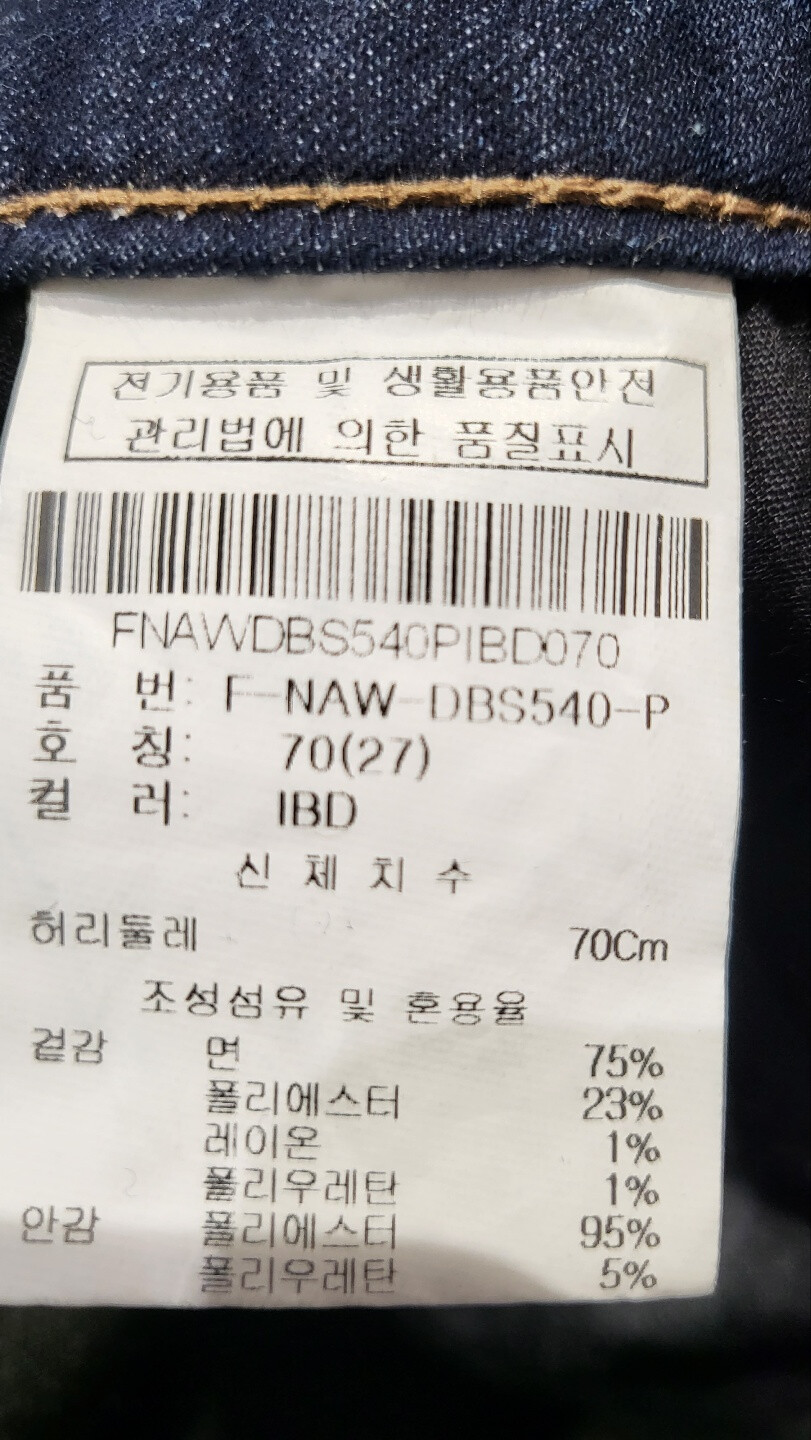 전기용품 및 생활용품안전
관리법에 의한 품질표시
FNAWDBS540PIBD070
품 번: F-NAW-DBS540-P
호 칭: 70(27)
컬 러: IBD
신 체 치 수
허리둘레 70Cm
조성섬유 및 혼용율
겉감 면 75%
폴리에스터 23%
레이온 1%
폴리우레탄 1%
안감 폴리에스터 95%
폴리우레탄 5%